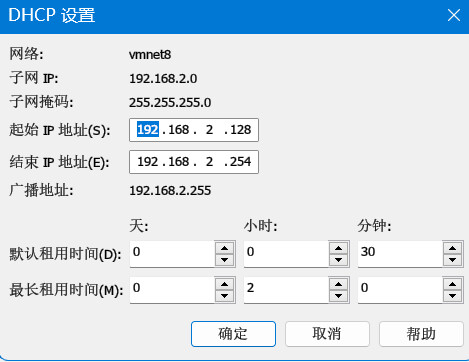 DHCP 设置
网络: vmnet8
子网 IP: 192.168.2.0
子网掩码: 255.255.255.0
起始 IP 地址(S): 192 .168 . 2 .128
结束 IP 地址(E): 192 .168 . 2 .254
广播地址: 192.168.2.255
天: 小时: 分钟:
默认租用时间(D): 0 0 30
最长租用时间(M): 0 2 0
确定 取消 帮助